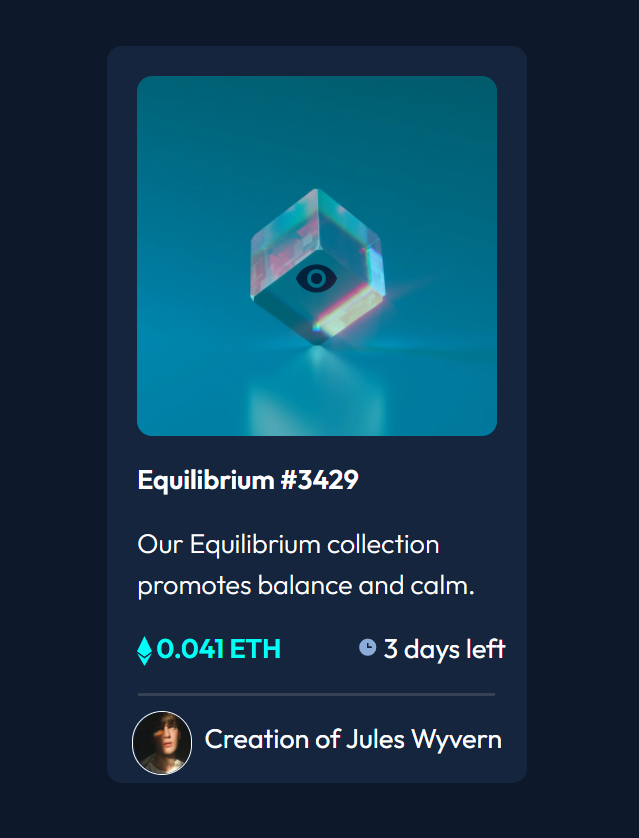 Equilibrium #3429
Our Equilibrium collection
promotes balance and calm.
0.041 ETH
3 days left
Creation of Jules Wyvern